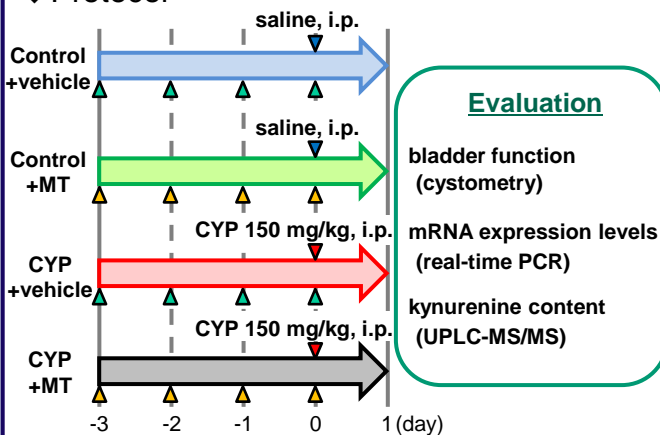 Protocol
saline, i.p.
Control
+vehicle
saline, i.p.
Control
+MT
CYP 150 mg/kg, i.p.
CYP
+vehicle
CYP 150 mg/kg, i.p.
CYP
+MT
-3 -2 -1 0 1 (day)
Evaluation
bladder function
(cystometry)
mRNA expression levels
(real-time PCR)
kynurenine content
(UPLC-MS/MS)